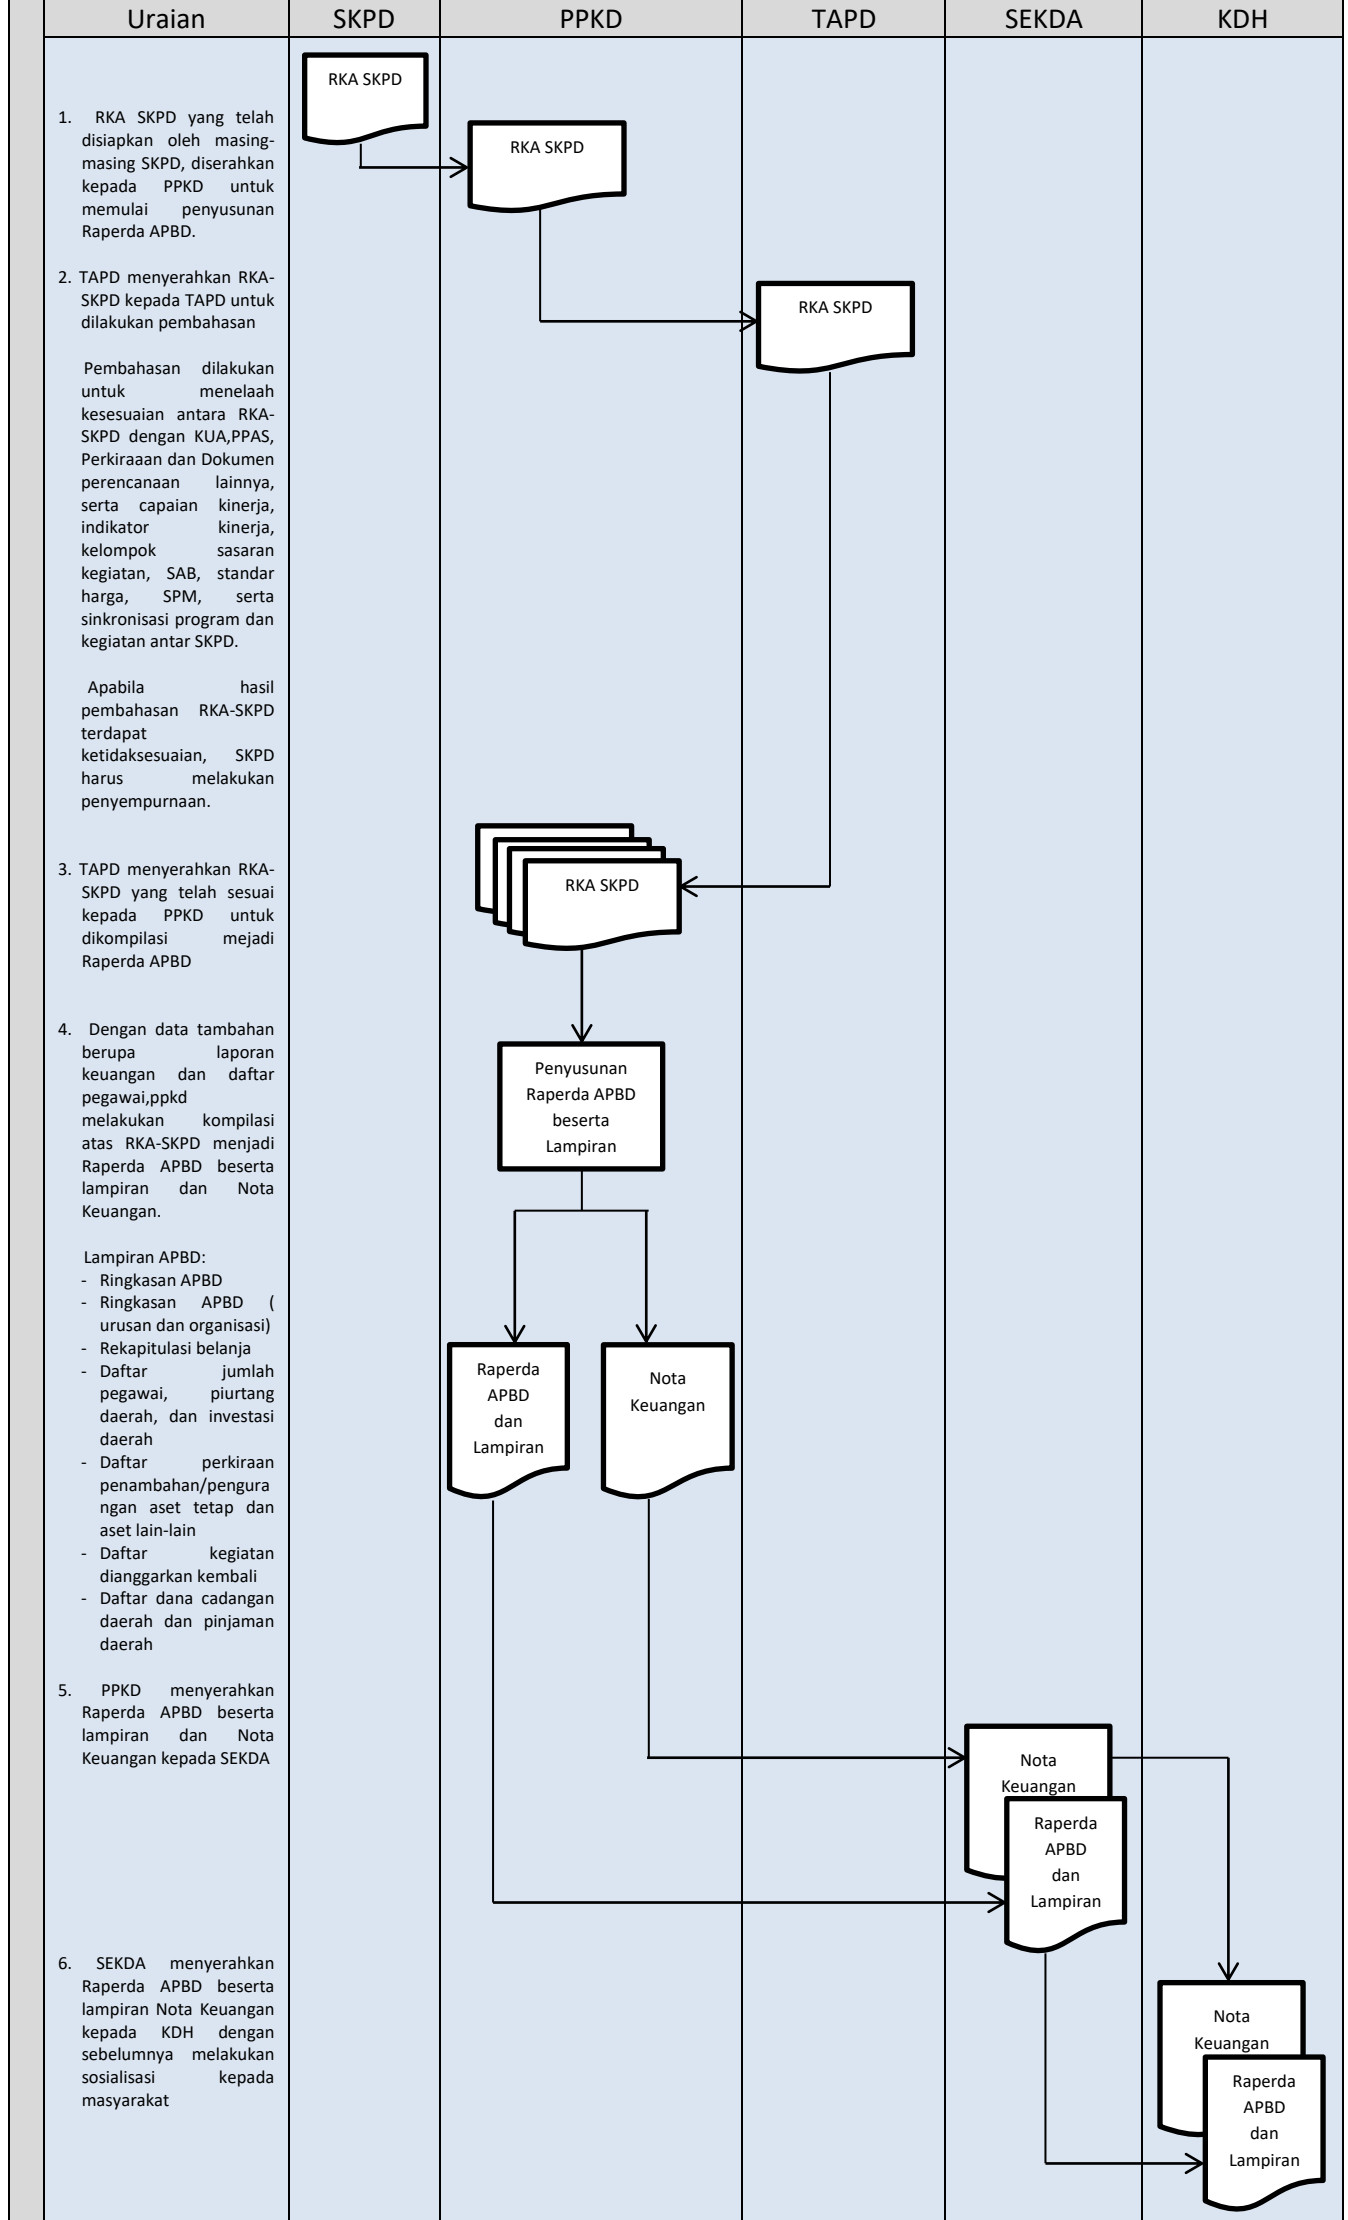 Uraian SKPD PPKD TAPD SEKDA KDH
1. RKA SKPD yang telah
disiapkan oleh masing-
masing SKPD, diserahkan
kepada PPKD untuk
memulai penyusunan
Raperda APBD.
2. TAPD menyerahkan RKA-
SKPD kepada TAPD untuk
dilakukan pembahasan
Pembahasan dilakukan
untuk menelaah
kesesuaian antara RKA-
SKPD dengan KUA,PPAS,
Perkiraaan dan Dokumen
perencanaan lainnya,
serta capaian kinerja,
indikator kinerja,
kelompok sasaran
kegiatan, SAB, standar
harga, SPM, serta
sinkronisasi program dan
kegiatan antar SKPD.
Apabila hasil
pembahasan RKA-SKPD
terdapat
ketidaksesuaian, SKPD
harus melakukan
penyempurnaan.
3. TAPD menyerahkan RKA-
SKPD yang telah sesuai
kepada PPKD untuk
dikompilasi mejadi
Raperda APBD
4. Dengan data tambahan
berupa laporan
keuangan dan daftar
pegawai,ppkd
melakukan kompilasi
atas RKA-SKPD menjadi
Raperda APBD beserta
lampiran dan Nota
Keuangan.
Lampiran APBD:
- Ringkasan APBD
- Ringkasan APBD (
urusan dan organisasi)
- Rekapitulasi belanja
- Daftar jumlah
pegawai, piurtang
daerah, dan investasi
daerah
- Daftar perkiraan
penambahan/pengura
ngan aset tetap dan
aset lain-lain
- Daftar kegiatan
dianggarkan kembali
- Daftar dana cadangan
daerah dan pinjaman
daerah
5. PPKD menyerahkan
Raperda APBD beserta
lampiran dan Nota
Keuangan kepada SEKDA
6. SEKDA menyerahkan
Raperda APBD beserta
lampiran Nota Keuangan
kepada KDH dengan
sebelumnya melakukan
sosialisasi kepada
masyarakat
RKA SKPD
RKA SKPD
RKA SKPD
RKA SKPD
Penyusunan
Raperda APBD
beserta
Lampiran
Raperda
APBD
dan
Lampiran
Nota
Keuangan
Nota
Keuangan
Raperda
APBD
dan
Lampiran
Nota
Keuangan
Raperda
APBD
dan
Lampiran